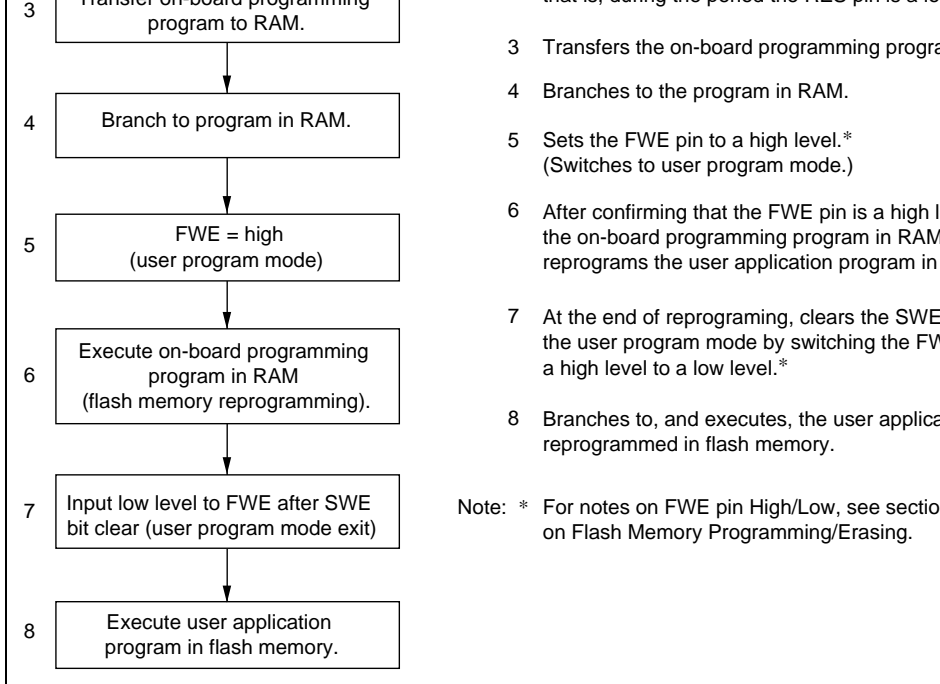 3
Transfer on-board programming
program to RAM.
4
Branch to program in RAM.
5
FWE = high
(user program mode)
6
Execute on-board programming
program in RAM
(flash memory reprogramming).
7
Input low level to FWE after SWE
bit clear (user program mode exit)
8
Execute user application
program in flash memory.
that is, during the period the RES pin is a
3 Transfers the on-board programming
4 Branches to the program in RAM.
5 Sets the FWE pin to a high level.*
(Switches to user program mode.)
6 After confirming that the FWE pin is a high
the on-board programming program in RAM
reprograms the user application program in
7 At the end of reprograming, clears the SWE
the user program mode by switching the
a high level to a low level.*
8 Branches to, and executes, the user
reprogrammed in flash memory.
Note: * For notes on FWE pin High/Low, see
on Flash Memory Programming/Erasing.